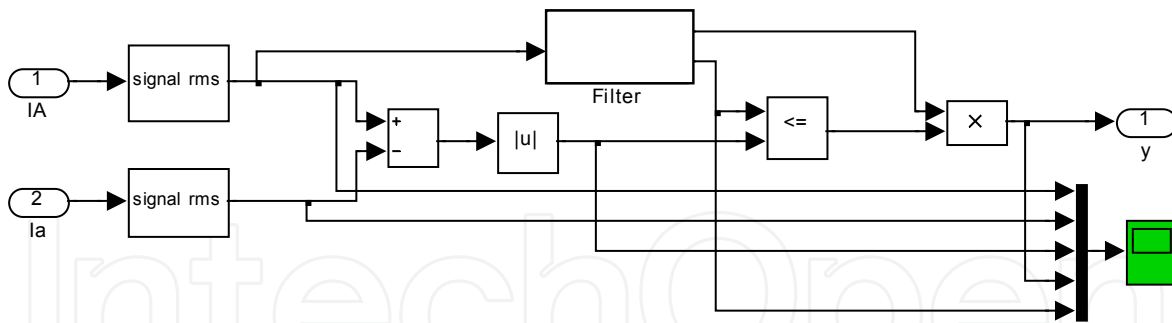 1
IA
signal rms
2
Ia
signal rms
+
−
|u|
Filter
<=
×
1
y
IntechOpen